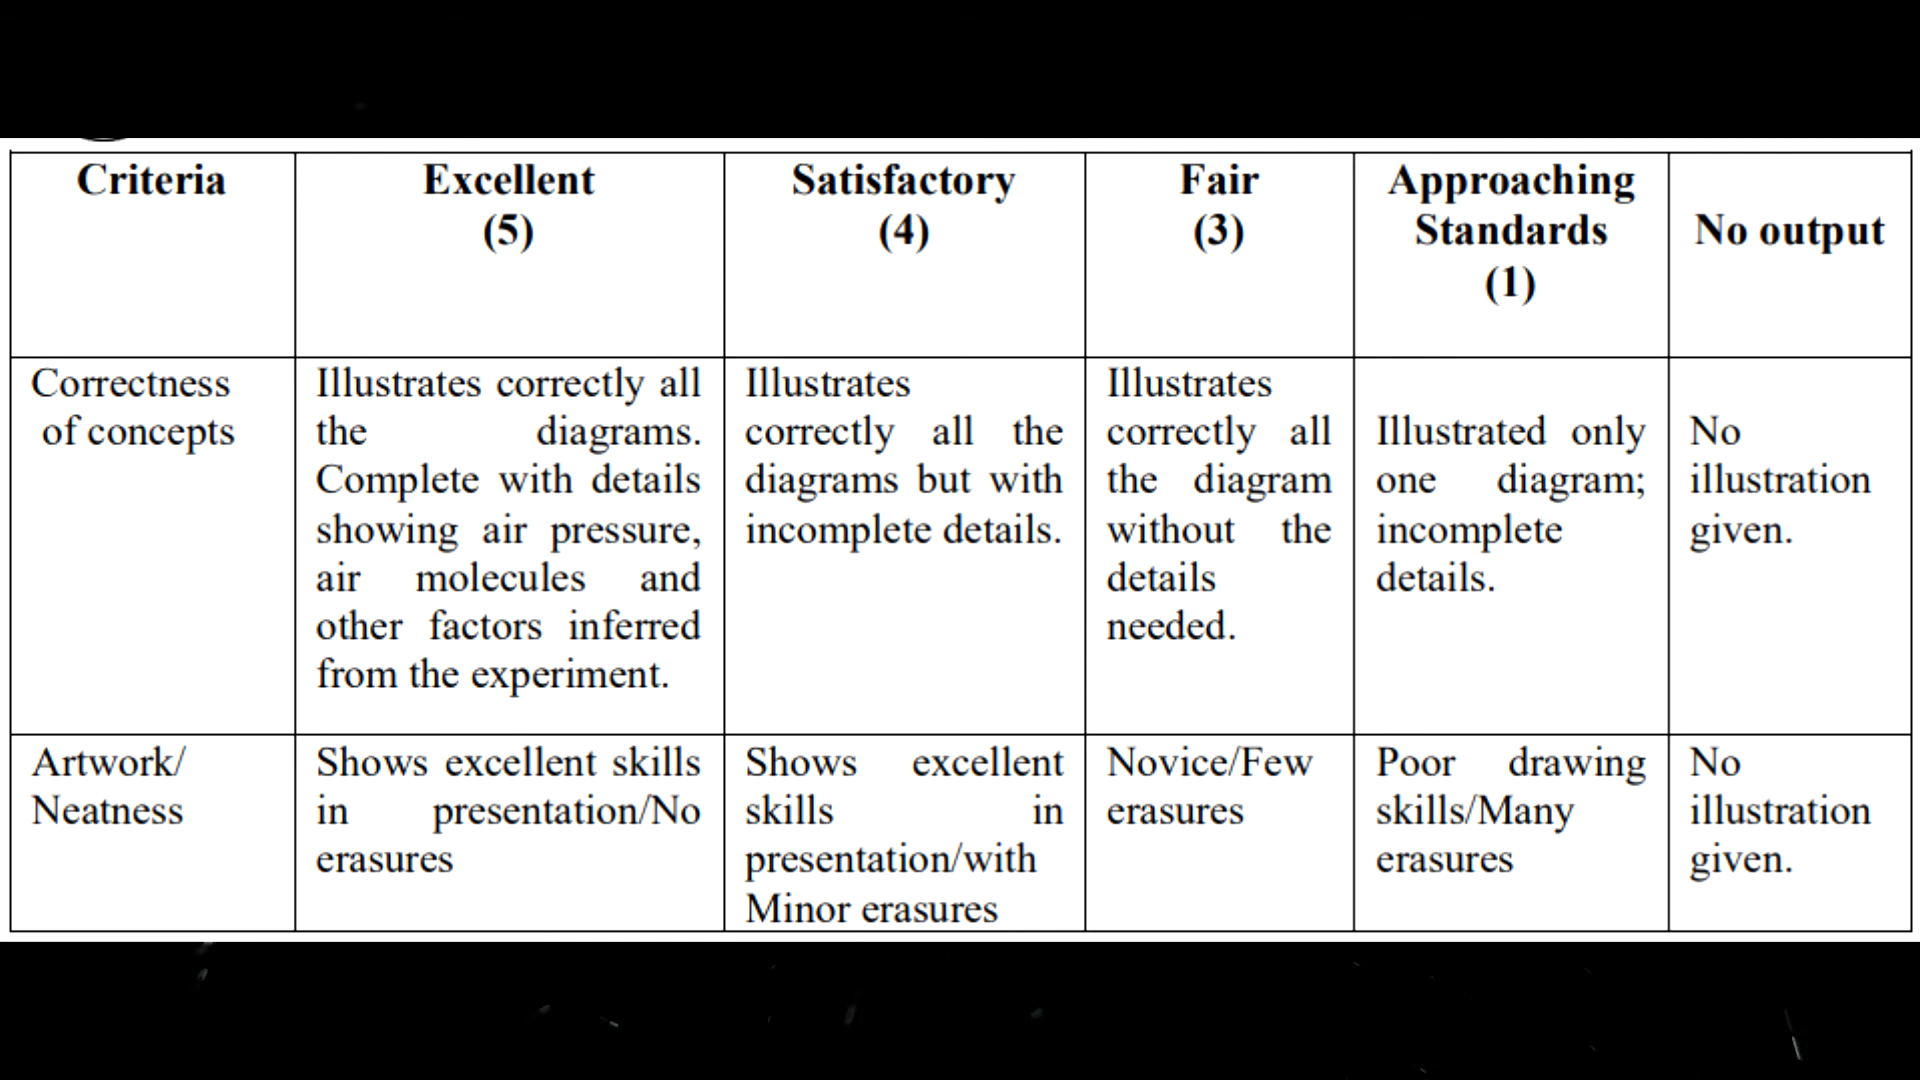 Criteria
Excellent
(5)
Satisfactory
(4)
Fair
(3)
Approaching
Standards
(1)
No output
Correctness
of concepts
Illustrates correctly all
the diagrams.
Complete with details
showing air pressure,
air molecules and
other factors inferred
from the experiment.
Illustrates
correctly all the
diagrams but with
incomplete details.
Illustrates
correctly all
the diagram
without the
details
needed.
Illustrated only
one diagram;
incomplete
details.
No
illustration
given.
Artwork/
Neatness
Shows excellent skills
in presentation/No
erasures
Shows excellent
skills in
presentation/with
Minor erasures
Novice/Few
erasures
Poor drawing
skills/Many
erasures
No
illustration
given.